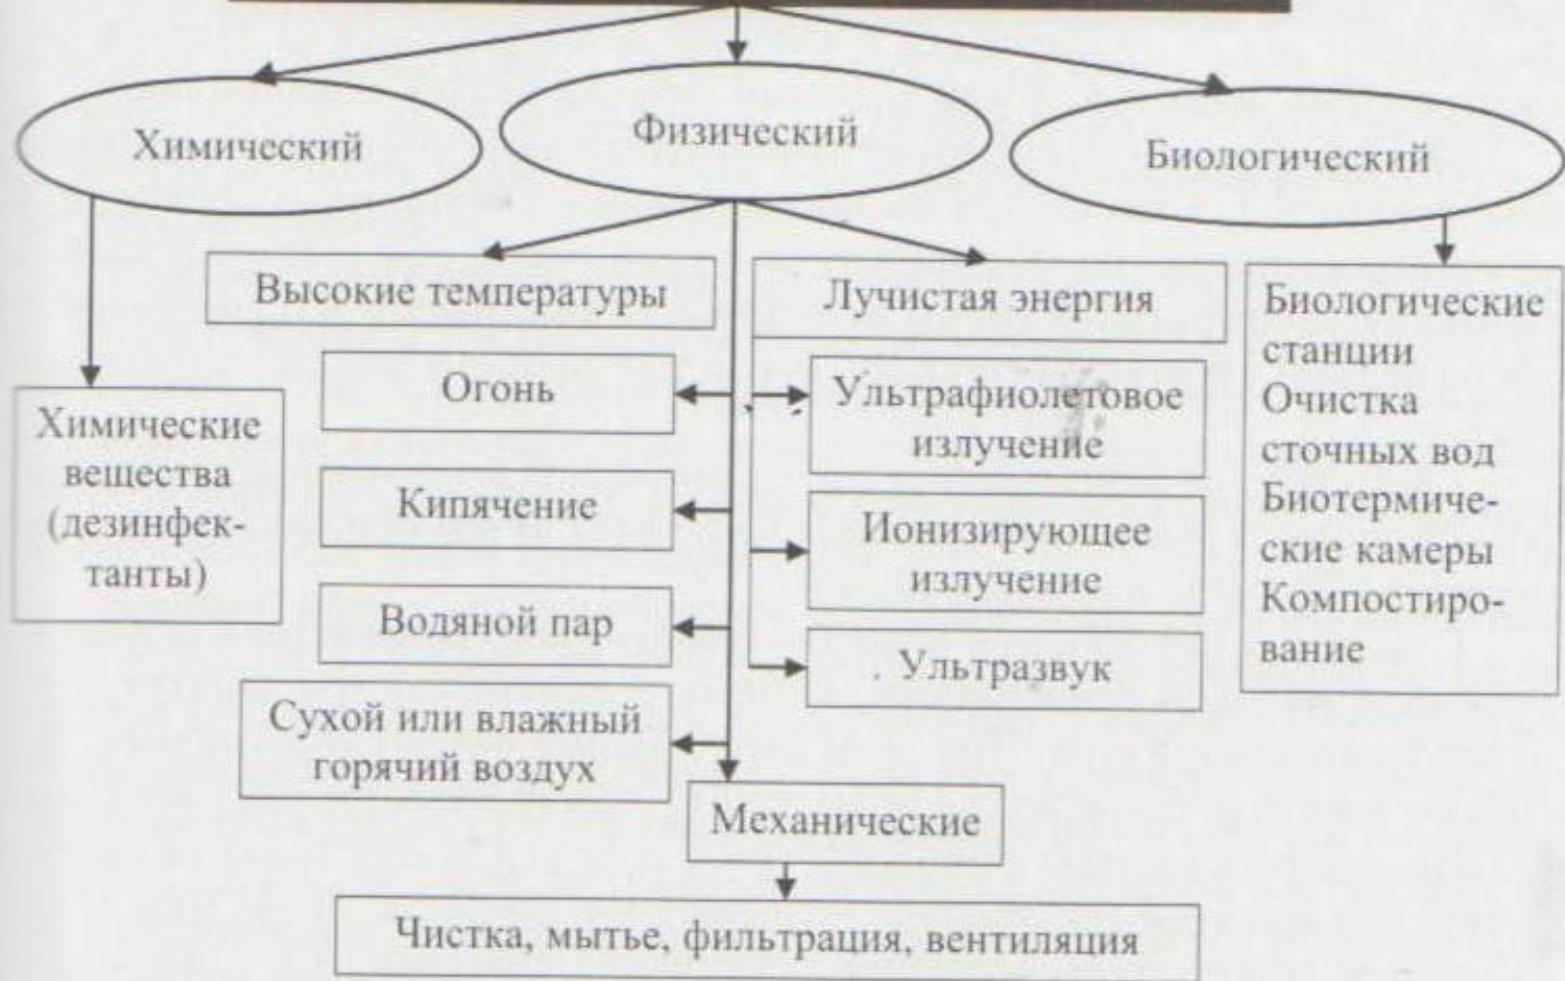 Химический
Физический
Биологический
Высокие температуры
Огонь
Кипячение
Водяной пар
Сухой или влажный
горячий воздух
Лучистая энергия
Ультрафиолетовое
излучение
Ионизирующее
излучение
Ультразвук
Химические
вещества
(дезинфек-
танты)
Биологические
станции
Очистка
сточных вод
Биотермиче-
ские камеры
Компостиро-
вание
Механические
Чистка, мытье, фильтрация, вентиляция